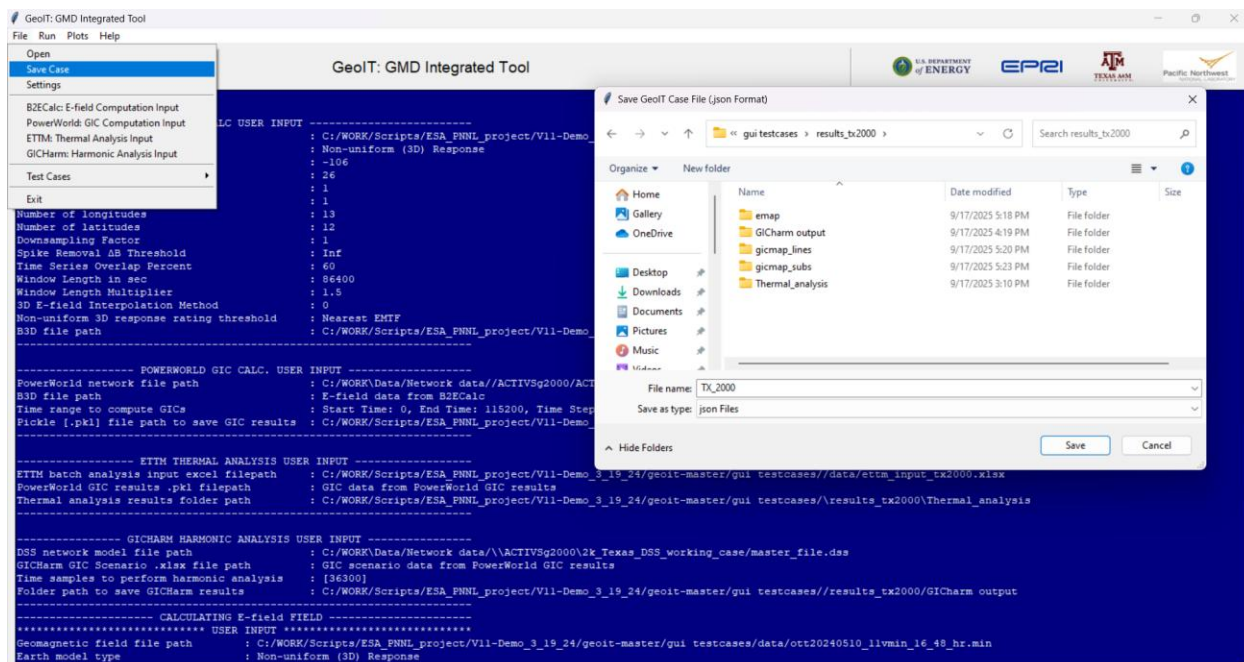 GeoIT: GMD Integrated Tool
File Run Plots Help
Open
Save Case
Settings
B2ECalc: E-field Computation Input
PowerWorld: GIC Computation Input
ETTM: Thermal Analysis Input
GICHarm: Harmonic Analysis Input
Test Cases
Exit
GeoIT: GMD Integrated Tool
U.S. DEPARTMENT of ENERGY
EPRI
ATM TEXAS A&M
Pacific Northwest
NATIONAL LABORATORY
LC USER INPUT -------------------------
: C:/WORK/Scripts/ESA_PNNL_project/V11-Demo_
: Non-uniform (3D) Response
: -106
: 26
: 1
: 1
Number of longitudes : 13
Number of latitudes : 12
Downsampling Factor : 1
Spike Removal ΔB Threshold : Inf
Time Series Overlap Percent : 60
Window Length in sec : 86400
Window Length Multiplier : 1.5
3D E-field Interpolation Method : 0
Non-uniform 3D response rating threshold : Nearest EMTF
B3D file path : C:/WORK/Scripts/ESA_PNNL_project/V11-Demo_
------------------ POWERWORLD GIC CALC. USER INPUT -------------------
PowerWorld network file path : C:/WORK\Data/Network data//ACTIVSg2000/ACT
B3D file path : E-field data from B2ECalc
Time range to compute GICs : Start Time: 0, End Time: 115200, Time Step
Pickle [.pkl] file path to save GIC results : C:/WORK/Scripts/ESA_PNNL_project/V11-Demo_
------------------ ETTM THERMAL ANALYSIS USER INPUT ------------------
ETTM batch analysis input excel filepath : C:/WORK/Scripts/ESA_PNNL_project/V11-Demo_3_19_24/geoit-master/gui testcases//data/ettm_input_tx2000.xlsx
PowerWorld GIC results .pkl filepath : GIC data from PowerWorld GIC results
Thermal analysis results folder path : C:/WORK/Scripts/ESA_PNNL_project/V11-Demo_3_19_24/geoit-master/gui testcases/\results_tx2000\Thermal_analysis
---------------- GICHARM HARMONIC ANALYSIS USER INPUT ----------------
DSS network model file path : C:/WORK\Data/Network data/\\ACTIVSg2000\2k_Texas_DSS_working_case/master_file.dss
GICHarm GIC Scenario .xlsx file path : GIC scenario data from PowerWorld GIC results
Time samples to perform harmonic analysis : [36300]
Folder path to save GICHarm results : C:/WORK/Scripts/ESA_PNNL_project/V11-Demo_3_19_24/geoit-master/gui testcases//results_tx2000/GICharm output
--------------------- CALCULATING E-field FIELD ----------------------
***************************** USER INPUT *****************************
Geomagnetic field file path : C:/WORK/Scripts/ESA_PNNL_project/V11-Demo_3_19_24/geoit-master/gui testcases/data/ott20240510_11vmin_16_48_hr.min
Earth model type : Non-uniform (3D) Response
Save GeoIT Case File (.json Format)
« gui testcases › results_tx2000 ›
Search results_tx2000
Organize New folder
Home
Gallery
OneDrive
Desktop
Downloads
Documents
Pictures
Music
Videos
Name Date modified Type Size
emap 9/17/2025 5:18 PM File folder
GICharm output 9/17/2025 4:19 PM File folder
gicmap_lines 9/17/2025 5:20 PM File folder
gicmap_subs 9/17/2025 5:23 PM File folder
Thermal_analysis 9/17/2025 3:10 PM File folder
File name: TX_2000
Save as type: json Files
Hide Folders
Save Cancel